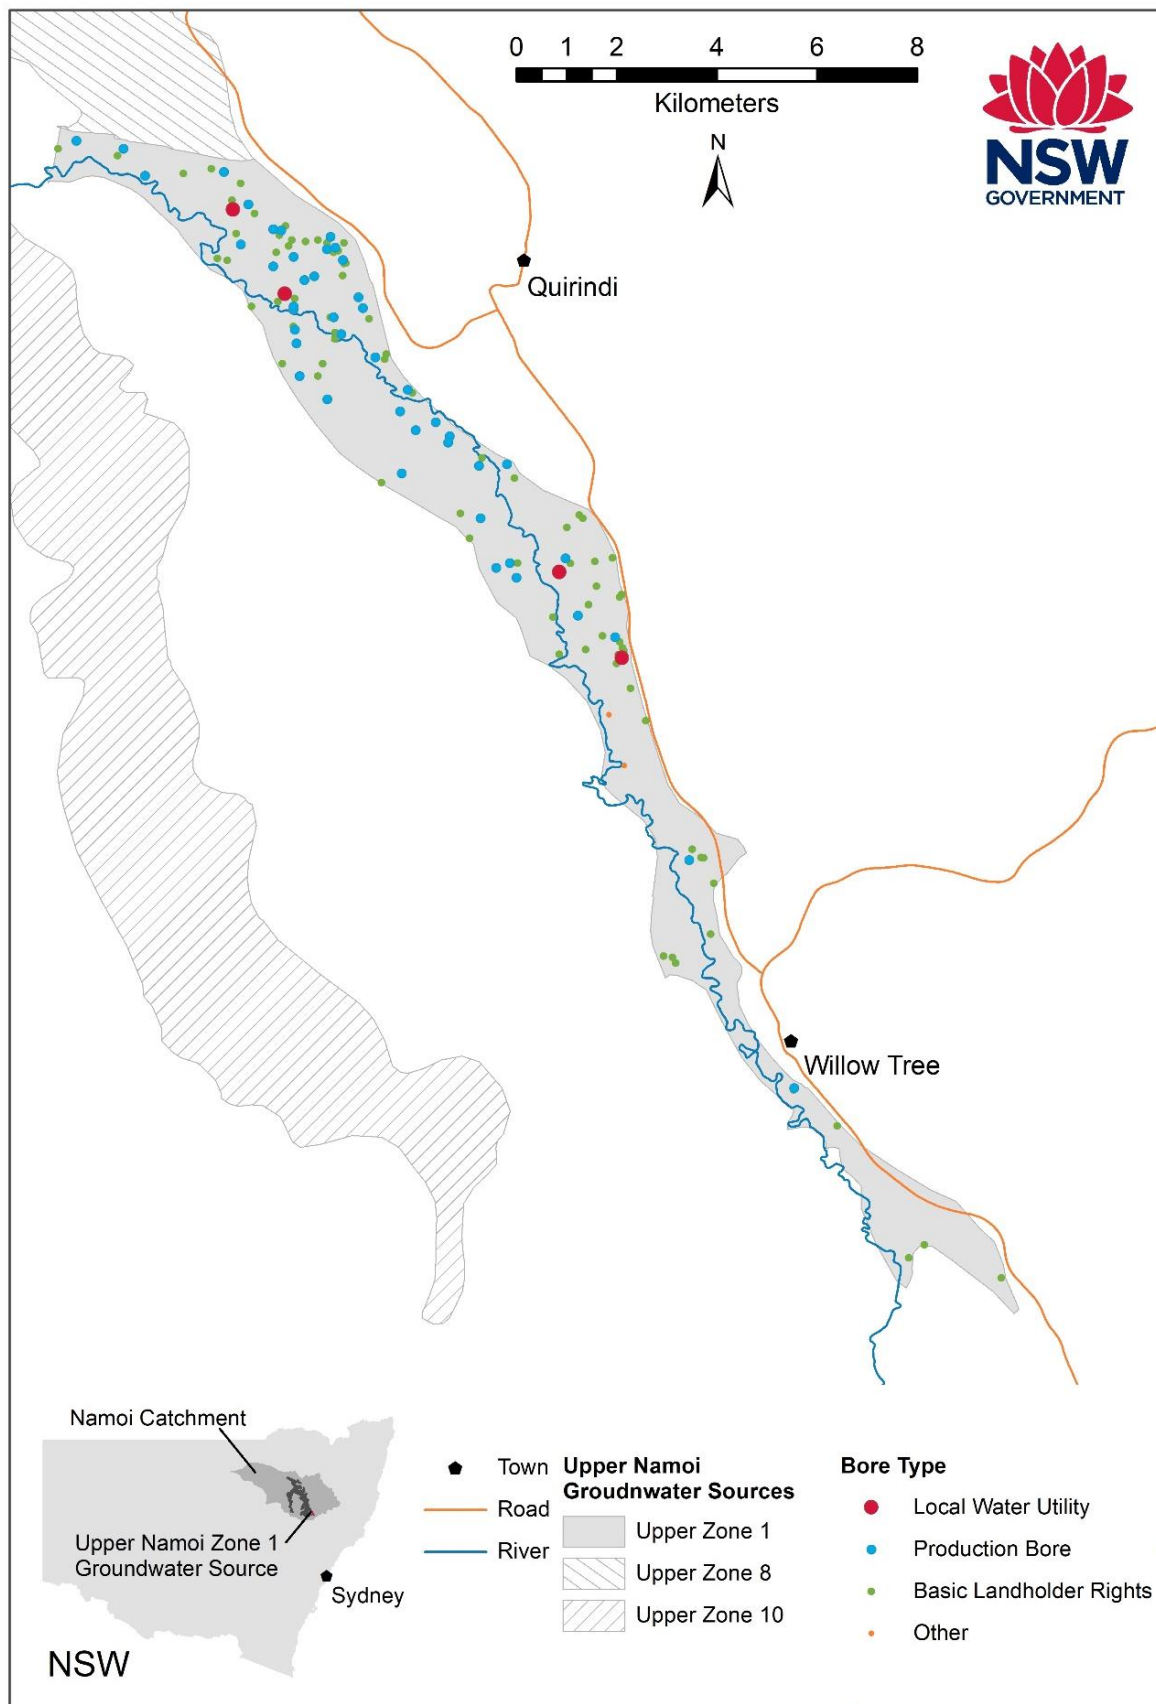 0 1 2 4 6 8
Kilometers
N
NSW
GOVERNMENT
Quirindi
Willow Tree
Namoi Catchment
Upper Namoi Zone 1
Groundwater Source
Sydney
NSW
Town
Road
River
Upper Namoi
Groudnwater Sources
Upper Zone 1
Upper Zone 8
Upper Zone 10
Bore Type
Local Water Utility
Production Bore
Basic Landholder Rights
Other